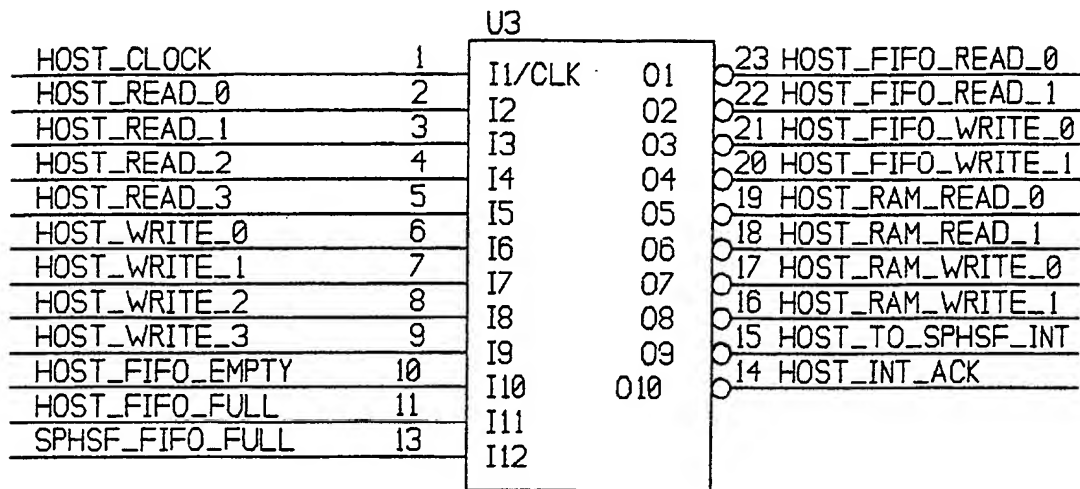 U3
HOST_CLOCK 1 I1/CLK O1 23 HOST_FIFO_READ_0
HOST_READ_0 2 I2 O2 22 HOST_FIFO_READ_1
HOST_READ_1 3 I3 O3 21 HOST_FIFO_WRITE_0
HOST_READ_2 4 I4 O4 20 HOST_FIFO_WRITE_1
HOST_READ_3 5 I5 O5 19 HOST_RAM_READ_0
HOST_WRITE_0 6 I6 O6 18 HOST_RAM_READ_1
HOST_WRITE_1 7 I7 O7 17 HOST_RAM_WRITE_0
HOST_WRITE_2 8 I8 O8 16 HOST_RAM_WRITE_1
HOST_WRITE_3 9 I9 O9 15 HOST_TO_SPHSF_INT
HOST_FIFO_EMPTY 10 I10 O10 14 HOST_INT_ACK
HOST_FIFO_FULL 11 I11
SPHSF_FIFO_FULL 13 I12